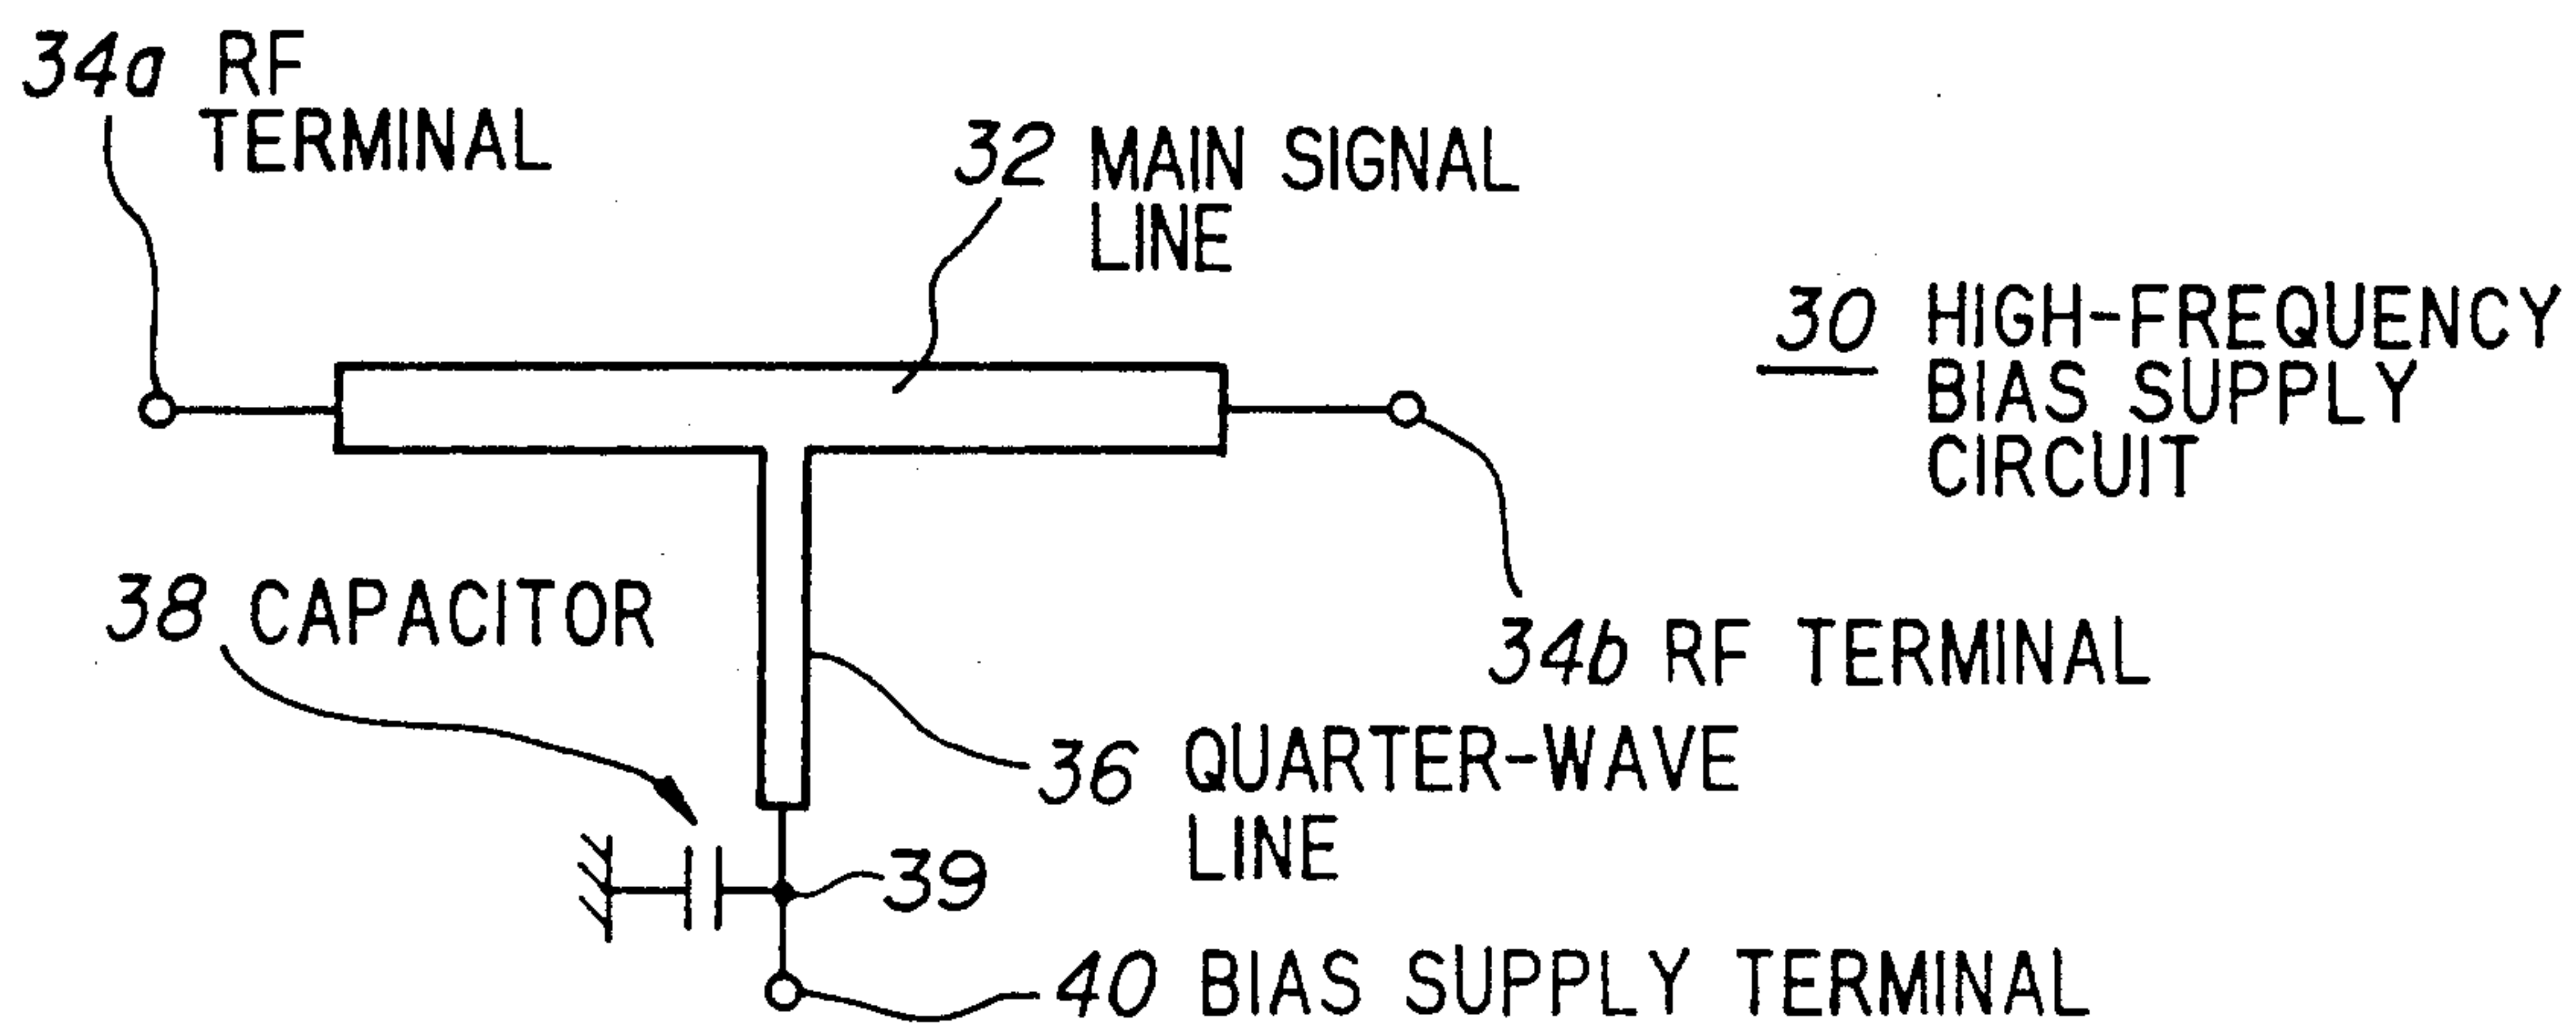 34a RF
TERMINAL
32 MAIN SIGNAL
LINE
30 HIGH-FREQUENCY
BIAS SUPPLY
CIRCUIT
38 CAPACITOR
34b RF TERMINAL
36 QUARTER-WAVE
LINE
39
40 BIAS SUPPLY TERMINAL